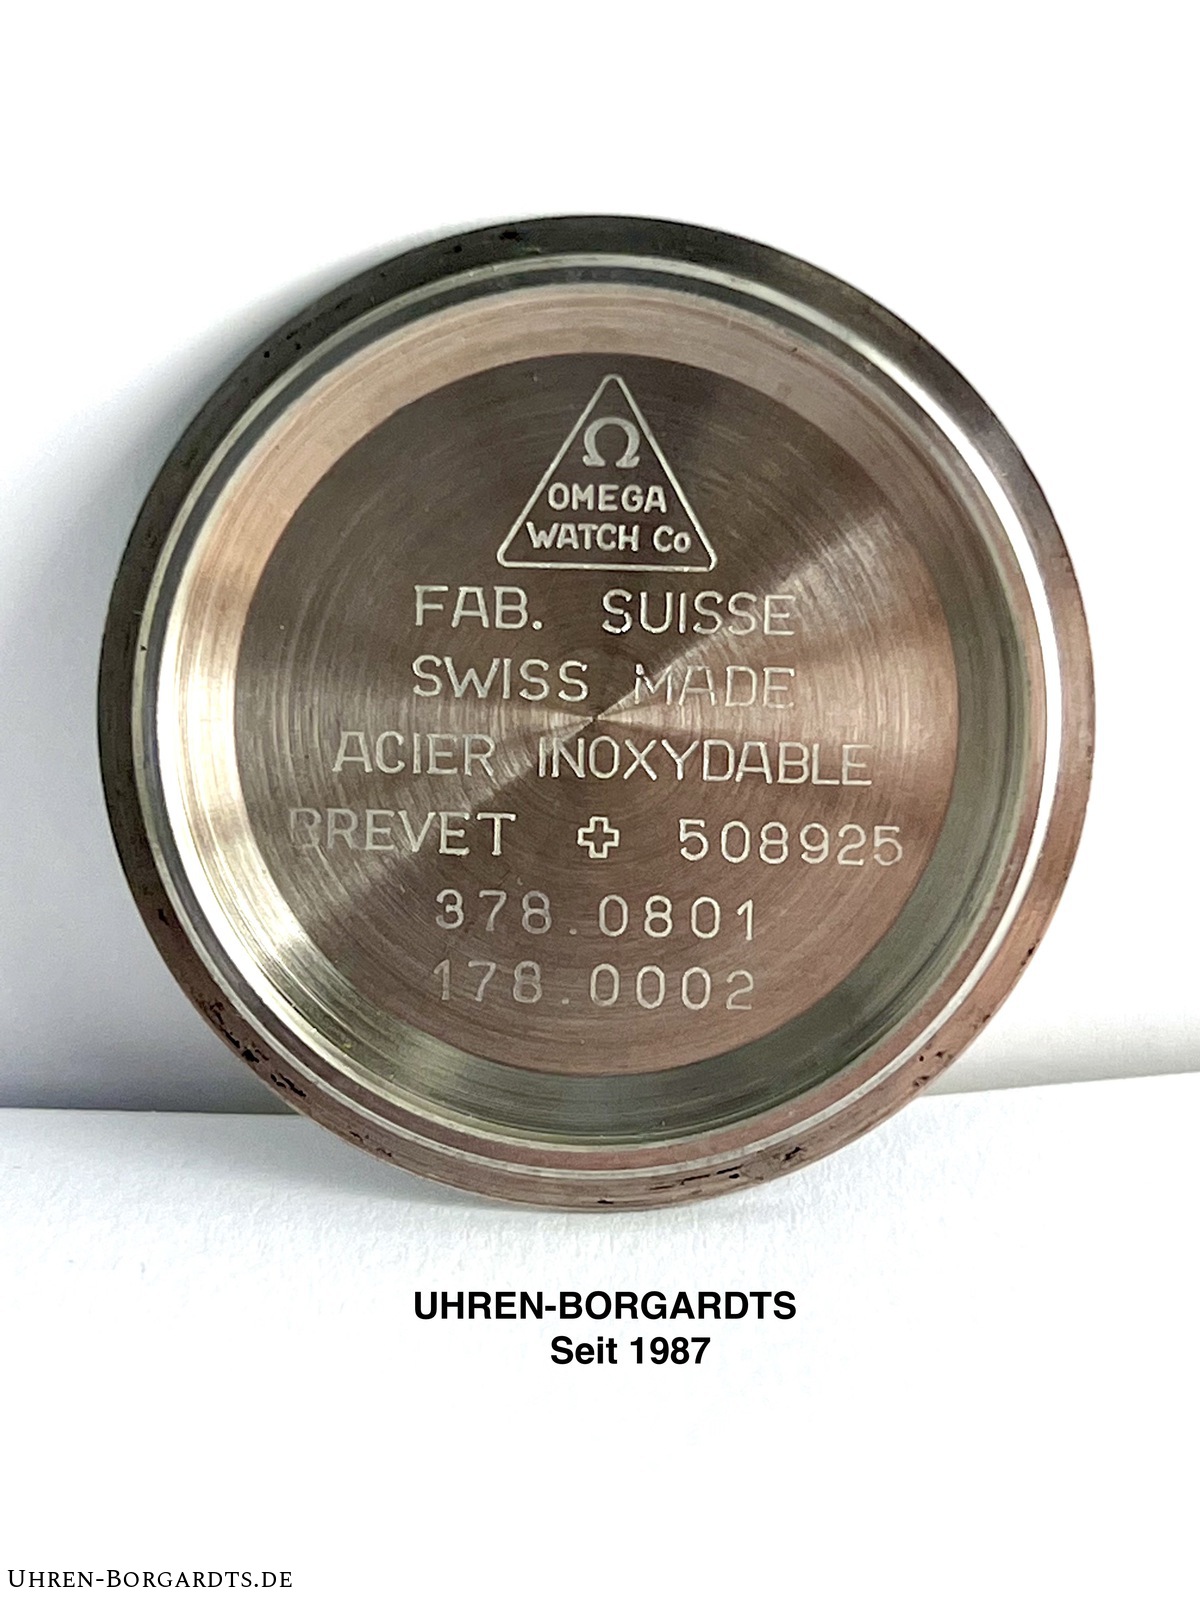 Ω
OMEGA
WATCH Co
FAB. SUISSE
SWISS MADE
ACIER INOXYDABLE
BREVET ✚ 508925
378.0801
178.0002
UHREN-BORGARDTS
Seit 1987
UHREN-BORGARDTS.DE